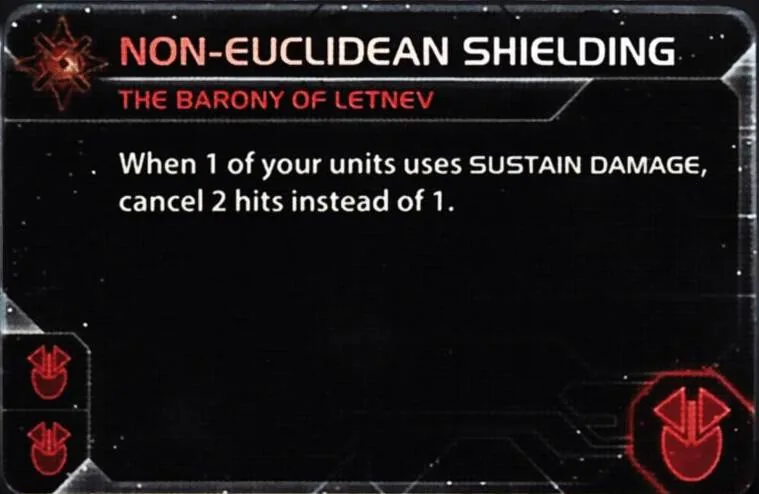 NON-EUCLIDEAN SHIELDING
THE BARONY OF LETNEV
When 1 of your units uses SUSTAIN DAMAGE,
cancel 2 hits instead of 1.